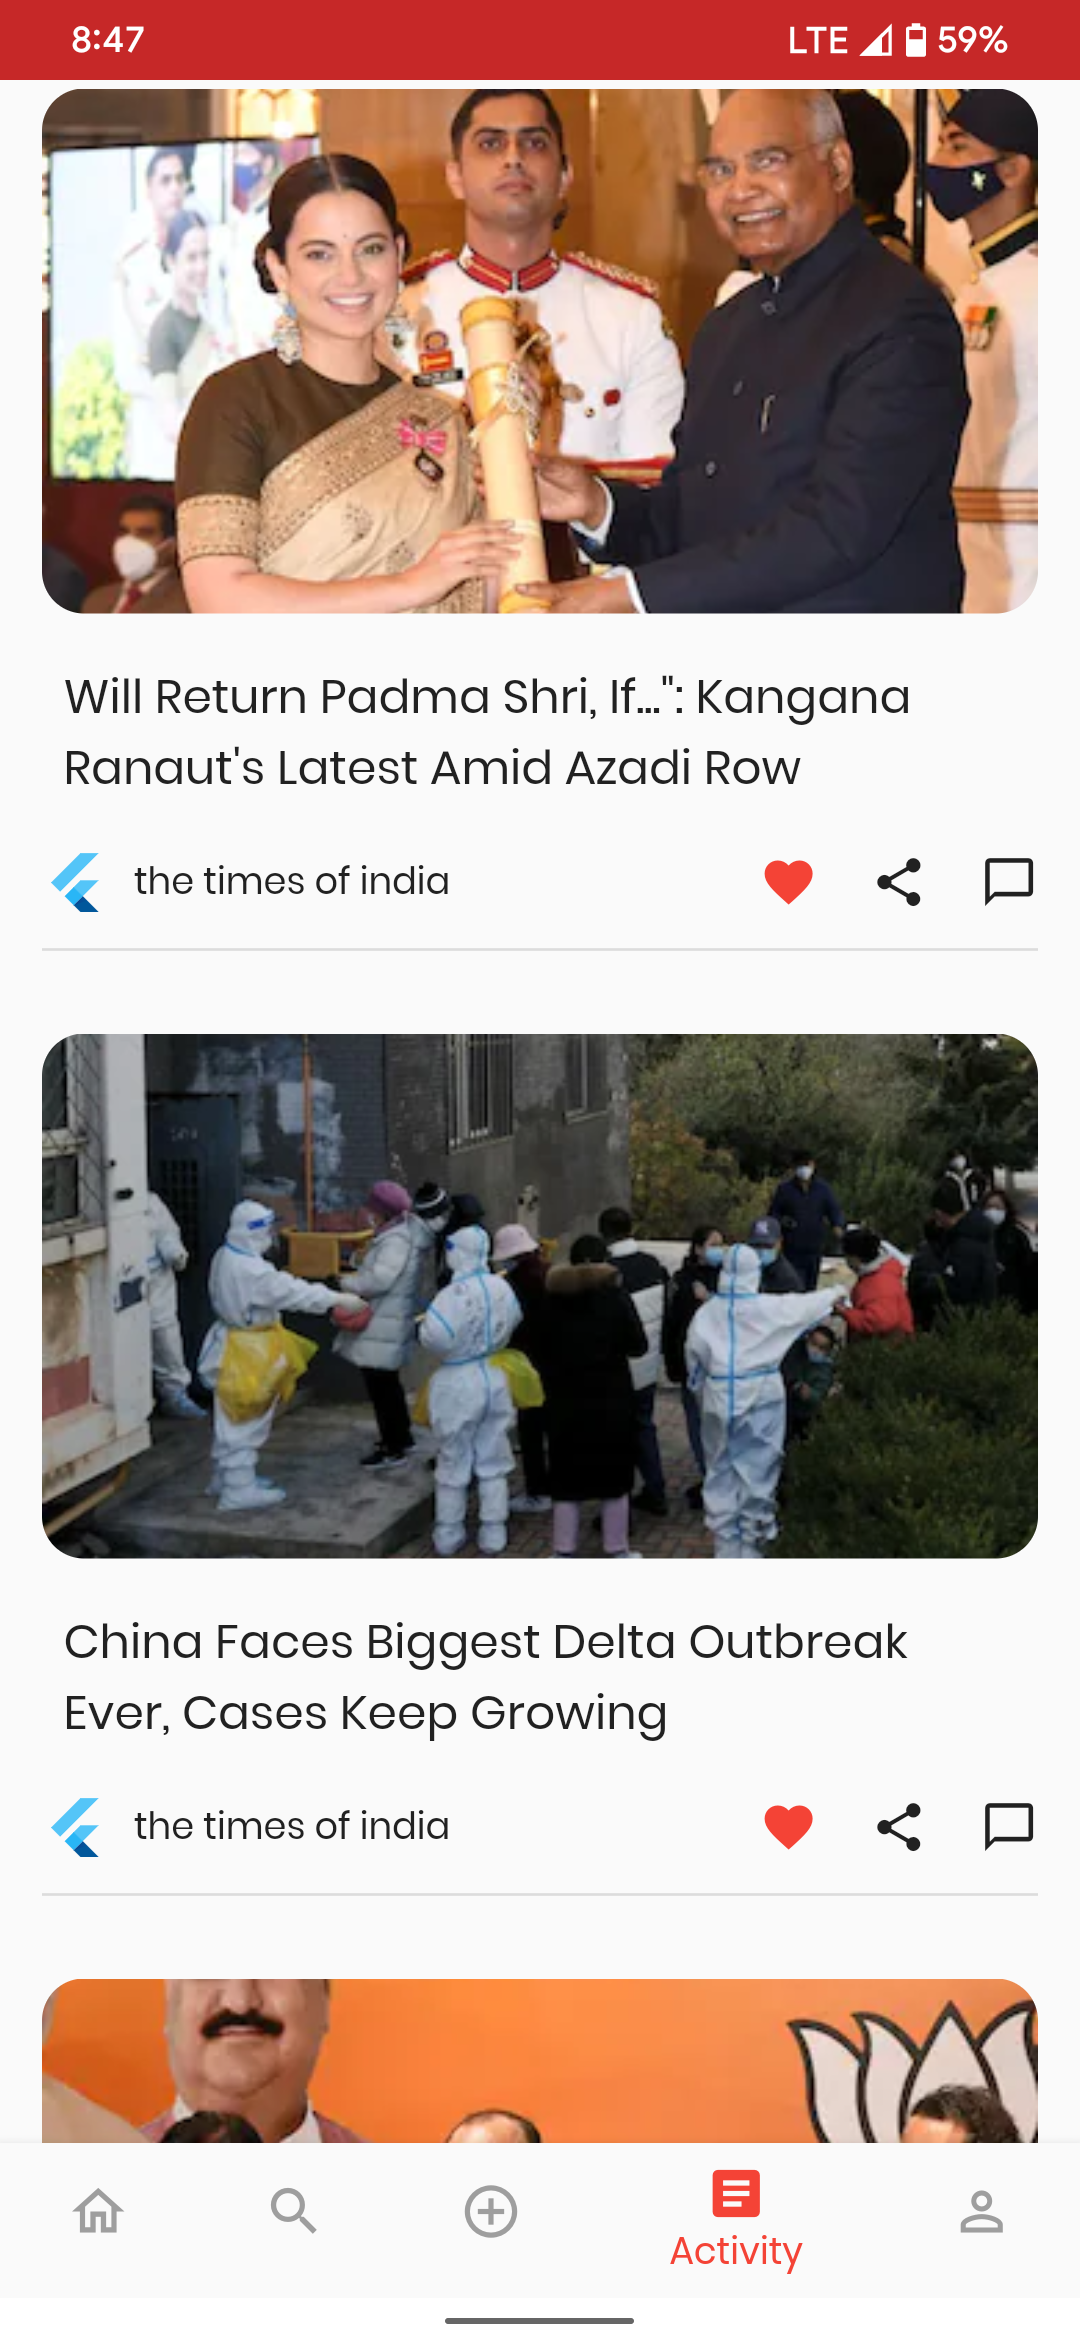 8:47
LTE 59%
Will Return Padma Shri, If...": Kangana
Ranaut's Latest Amid Azadi Row
the times of india
China Faces Biggest Delta Outbreak
Ever, Cases Keep Growing
the times of india
Activity